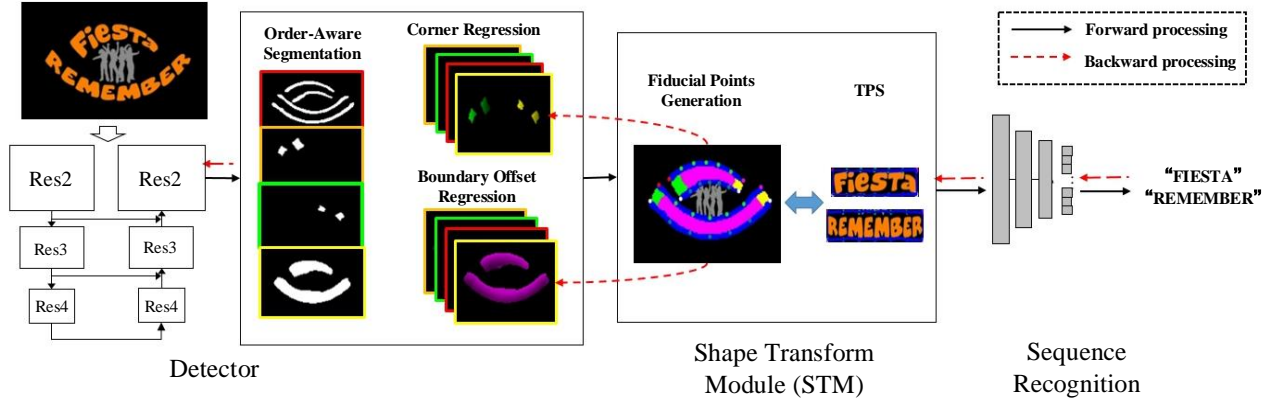 Fiesta
REMEMBER
Res2
Res2
Res3
Res3
Res4
Res4
Detector
Order-Aware
Segmentation
Corner Regression
Boundary Offset
Regression
Fiducial Points
Generation
TPS
FIESTA
REMEMBER
Shape Transform
Module (STM)
Sequence
Recognition
"FIESTA"
"REMEMBER"
Forward processing
Backward processing